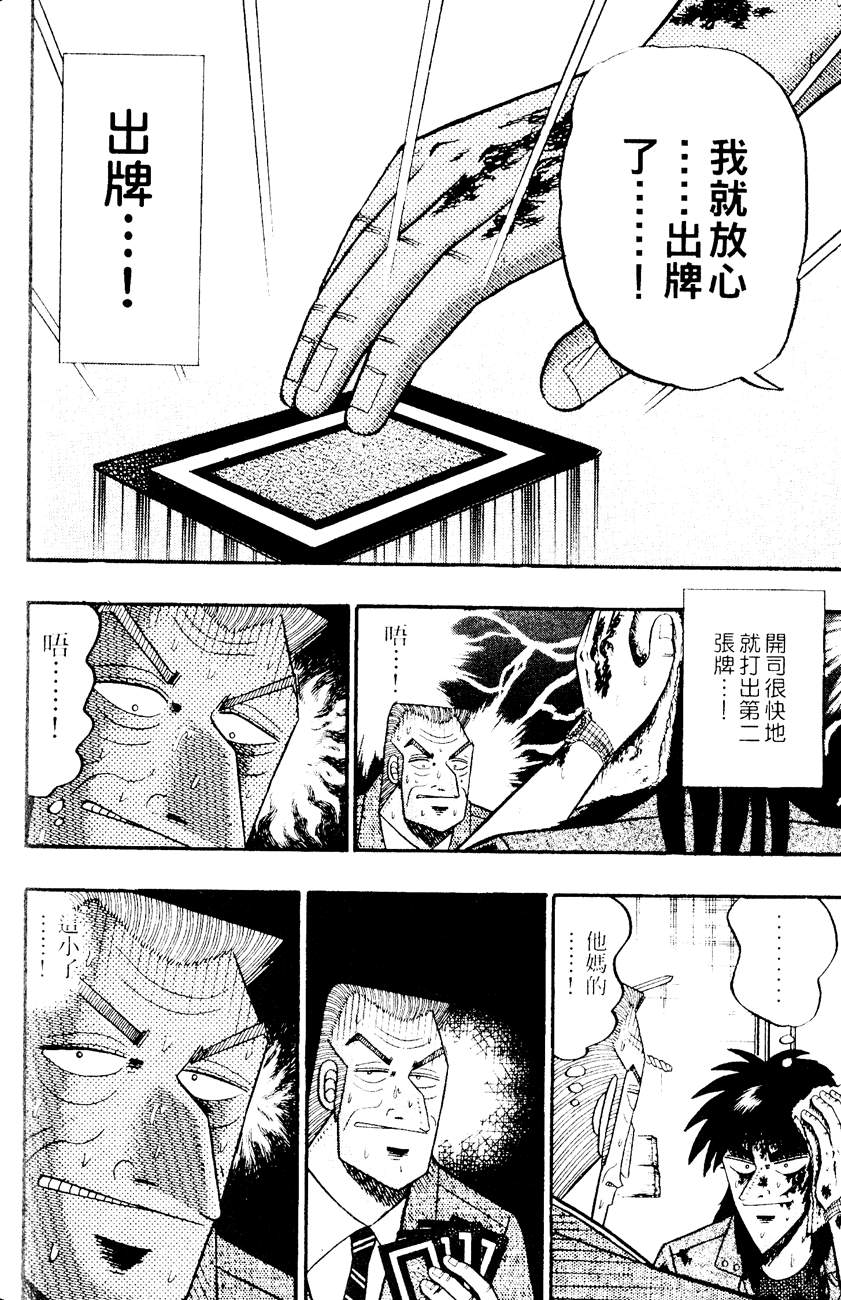 我就放心
……出牌
了……！
出牌…！
開司很快地
就打出第二
張牌…！
唔…！
唔……！
………
他媽的
……！
這小子
……！